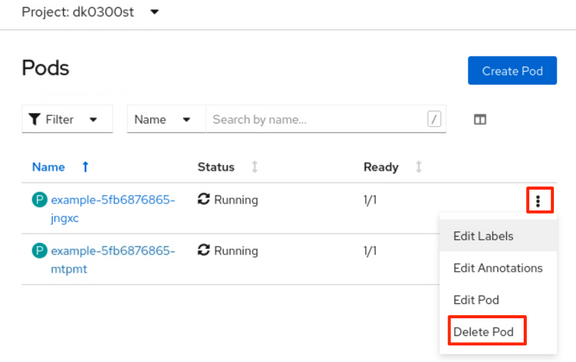 Project: dk0300st
Pods
Create Pod
Filter
Name
Search by name...
/
Name
Status
Ready
P
example-5fb6876865-
jngxc
Running
1/1
P
example-5fb6876865-
mtpmt
Running
1/1
Edit Labels
Edit Annotations
Edit Pod
Delete Pod